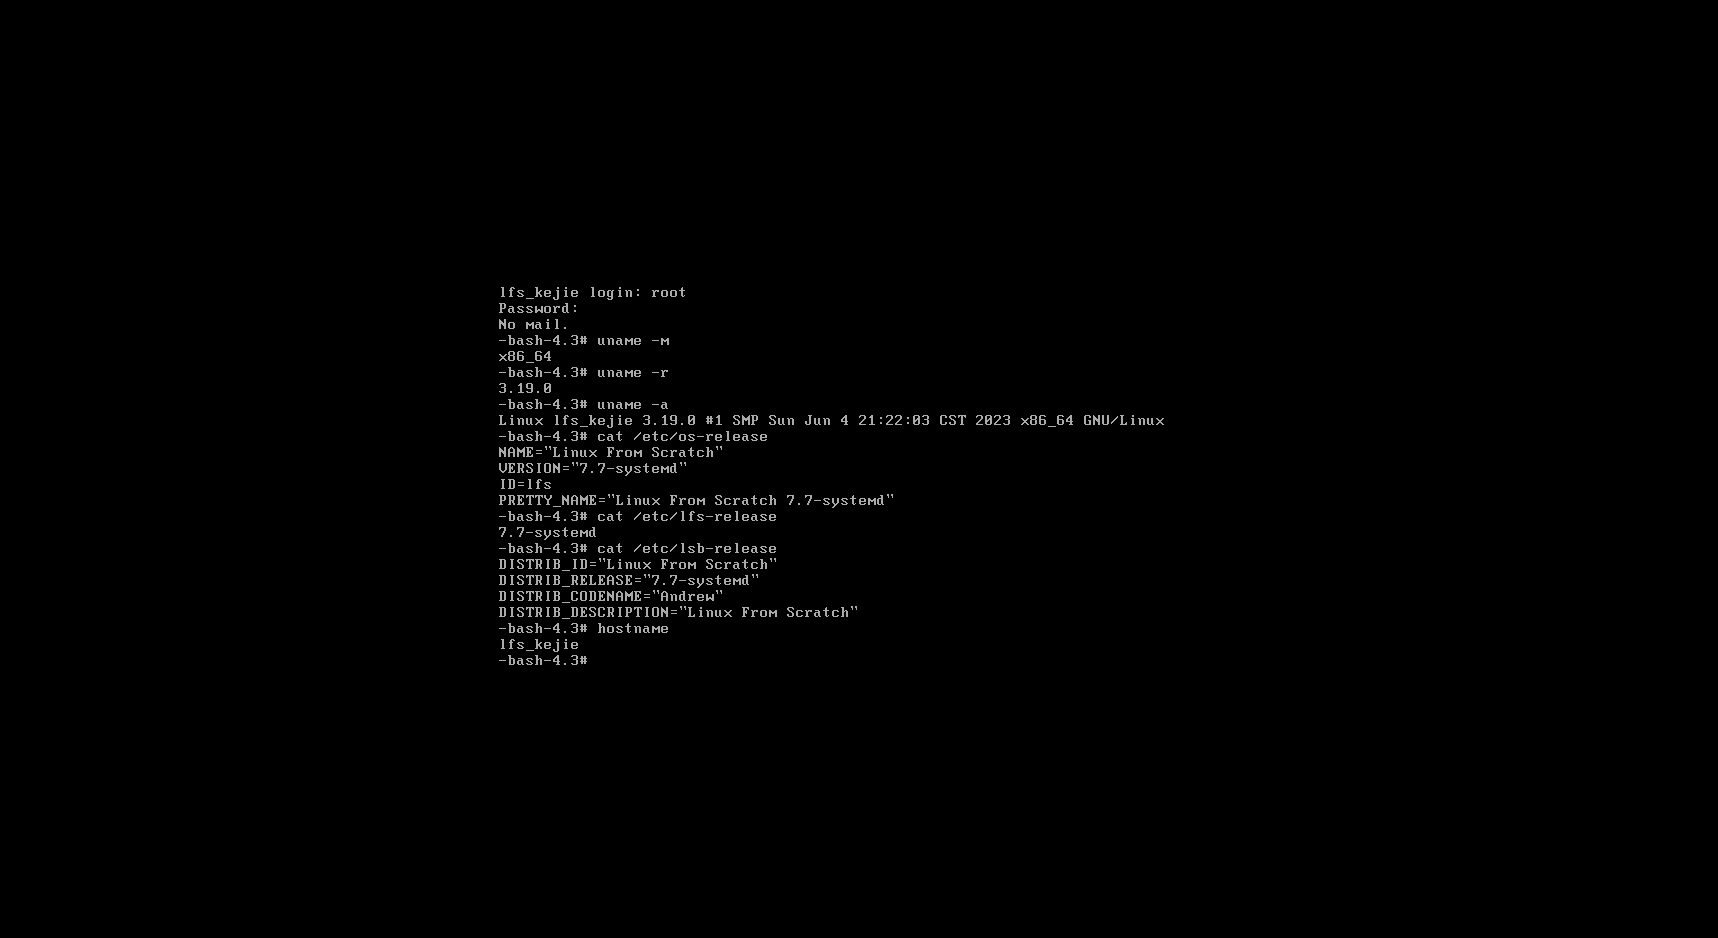 lfs_kejie login: root
Password:
No mail.
-bash-4.3# uname -m
x86_64
-bash-4.3# uname -r
3.19.0
-bash-4.3# uname -a
Linux lfs_kejie 3.19.0 #1 SMP Sun Jun 4 21:22:03 CST 2023 x86_64 GNU/Linux
-bash-4.3# cat /etc/os-release
NAME="Linux From Scratch"
VERSION="7.7-systemd"
ID=lfs
PRETTY_NAME="Linux From Scratch 7.7-systemd"
-bash-4.3# cat /etc/lfs-release
7.7-systemd
-bash-4.3# cat /etc/lsb-release
DISTRIB_ID="Linux From Scratch"
DISTRIB_RELEASE="7.7-systemd"
DISTRIB_CODENAME="Andrew"
DISTRIB_DESCRIPTION="Linux From Scratch"
-bash-4.3# hostname
lfs_kejie
-bash-4.3#